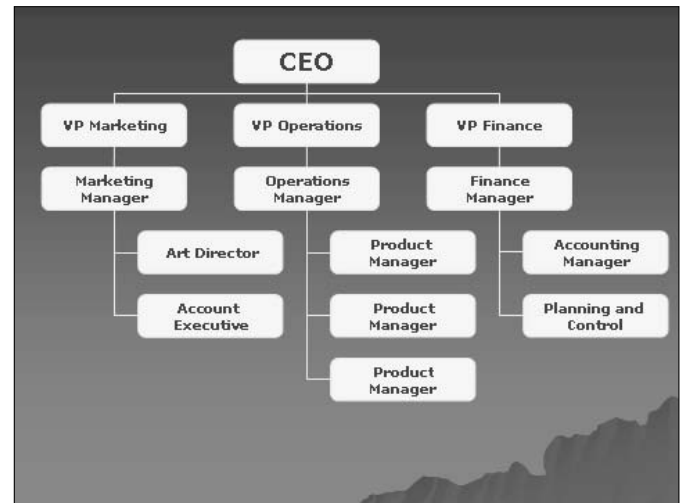 CEO
VP Marketing
VP Operations
VP Finance
Marketing
Manager
Operations
Manager
Finance
Manager
Art Director
Product
Manager
Accounting
Manager
Account
Executive
Product
Manager
Planning and
Control
Product
Manager